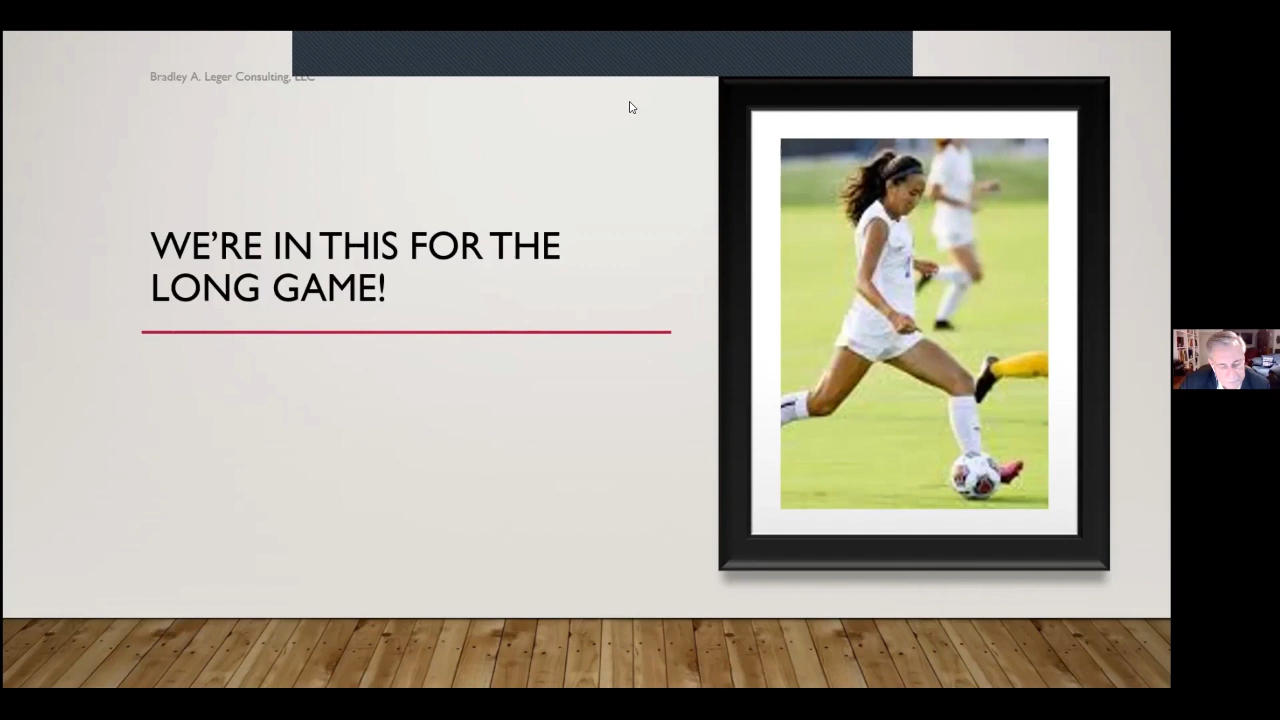 Bradley A. Leger Consulting, LLC
WE’RE IN THIS FOR THE
LONG GAME!